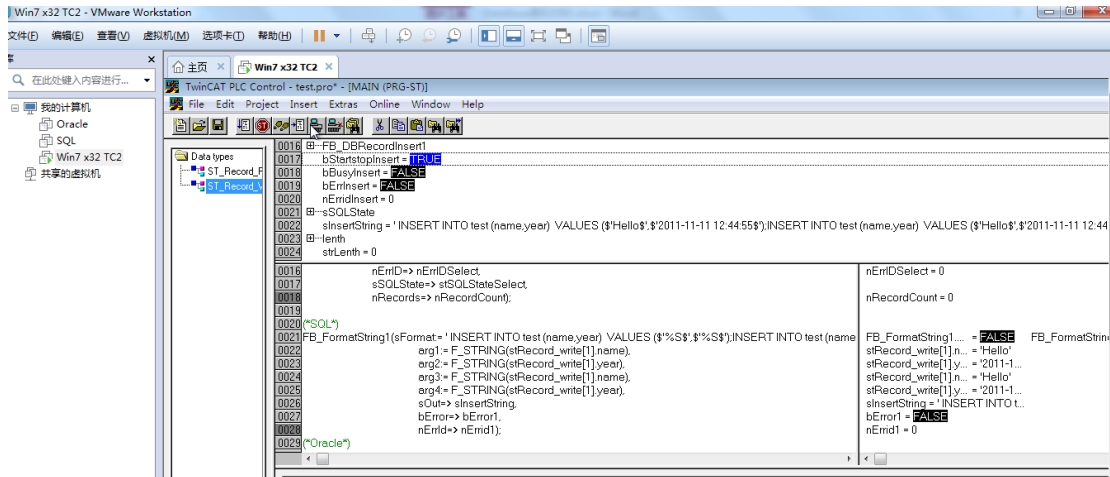 Win7 x32 TC2 - VMware Workstation
文件(F) 编辑(E) 查看(V) 虚拟机(M) 选项卡(T) 帮助(H)
在此处键入内容进行...
主页 Win7 x32 TC2
我的计算机
Oracle
SQL
Win7 x32 TC2
共享的虚拟机
TwinCAT PLC Control - test.pro* - [MAIN (PRG-ST)]
File Edit Project Insert Extras Online Window Help
Data types
ST_Record_F
ST_Record_V
0016 FB_DBRecordInsert1
0017 bStartstopInsert = TRUE
0018 bBusyInsert = FALSE
0019 bErrInsert = FALSE
0020 nErridInsert = 0
0021 sSQLState
0022 sInsertString = ' INSERT INTO test (name,year) VALUES ($'Hello$',$'2011-11-11 12:44:55$');INSERT INTO test (name,year) VALUES ($'Hello$',$'2011-11-11 12:44
0023 lenth
0024 strLenth = 0
0016 nErrID=> nErrIDSelect, nErrIDSelect = 0
0017 sSQLState=> stSQLStateSelect,
0018 nRecords=> nRecordCount); nRecordCount = 0
0019
0020 (*SQL*)
0021 FB_FormatString1(sFormat= ' INSERT INTO test (name,year) VALUES ($'%S$',$'%S$');INSERT INTO test (name FB_FormatString1.... = FALSE FB_FormatStrin
0022 arg1:= F_STRING(stRecord_write[1].name), stRecord_write[1].n... = 'Hello'
0023 arg2:= F_STRING(stRecord_write[1].year), stRecord_write[1].y... = '2011-1...
0024 arg3:= F_STRING(stRecord_write[1].name), stRecord_write[1].n... = 'Hello'
0025 arg4:= F_STRING(stRecord_write[1].year), stRecord_write[1].y... = '2011-1...
0026 sOut=> sInsertString, sInsertString = ' INSERT INTO t...
0027 bError=> bError1, bError1 = FALSE
0028 nErrId=> nErrid1); nErrid1 = 0
0029 (*Oracle*)